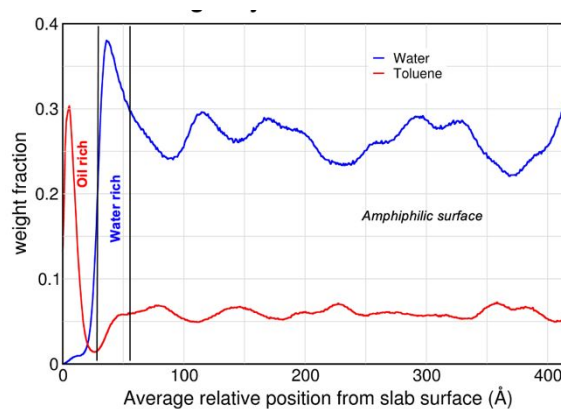 0.4
0.3
0.2
0.1
0
weight fraction
Oil rich
Water rich
Water
Toluene
Amphiphilic surface
0 100 200 300 400
Average relative position from slab surface (Å)